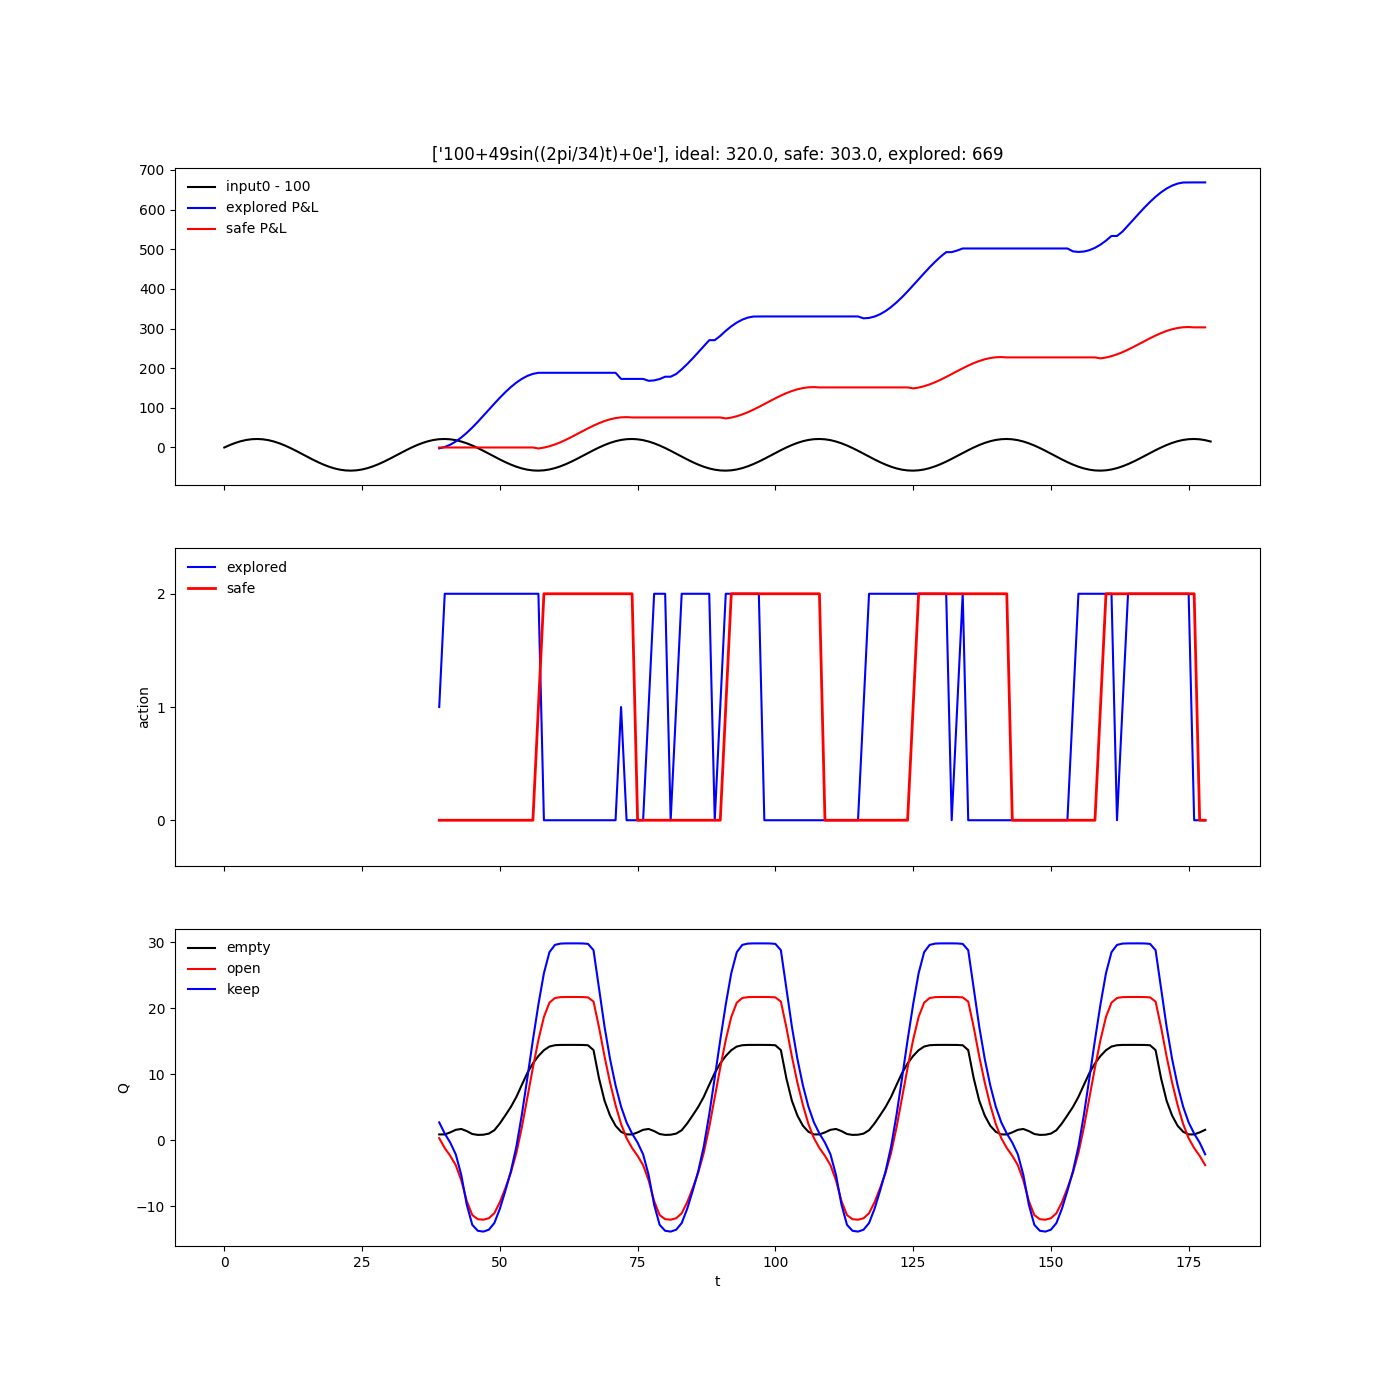 ['100+49sin((2pi/34)t)+0e'], ideal: 320.0, safe: 303.0, explored: 669
700
600
500
400
300
200
100
0
input0 - 100
explored P&L
safe P&L
explored
safe
2
1
0
action
empty
open
keep
30
20
10
0
−10
Q
0 25 50 75 100 125 150 175
t